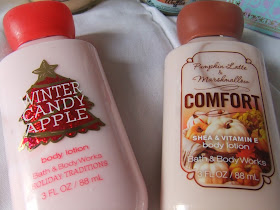 WINTER
CANDY
APPLE
body lotion
Bath & Body Works
HOLIDAY TRADITIONS
3 FL OZ / 88 mL
Pumpkin Latte
& Marshmallow
COMFORT
SHEA & VITAMIN E
body lotion
Bath & Body Works
3 FL OZ / 88 mL